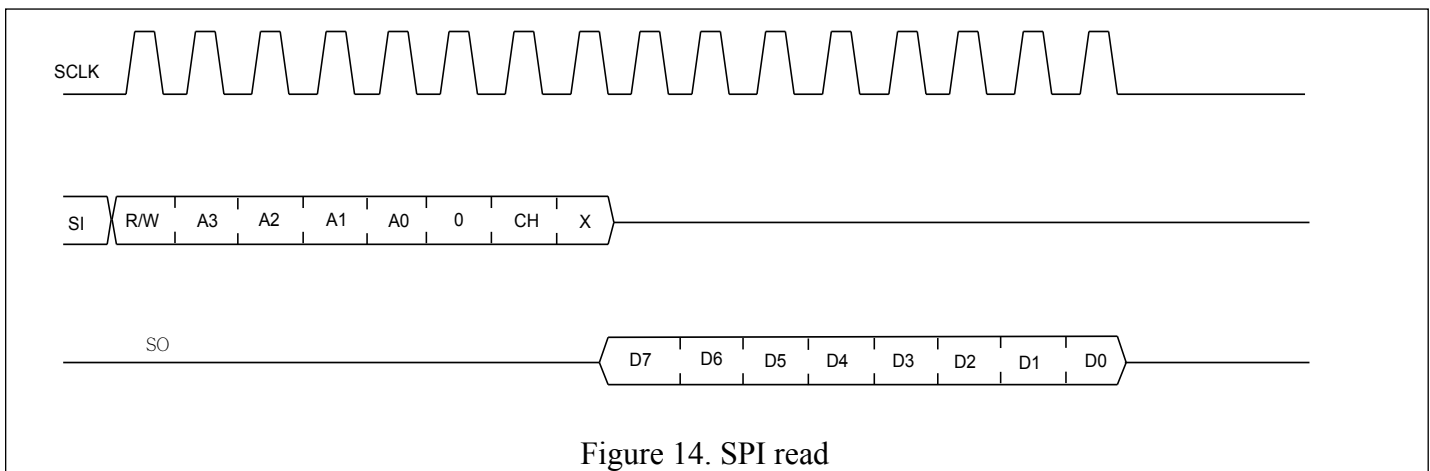 SCLK
SI R/W A3 A2 A1 A0 0 CH X
SO
D7 D6 D5 D4 D3 D2 D1 D0
Figure 14. SPI read